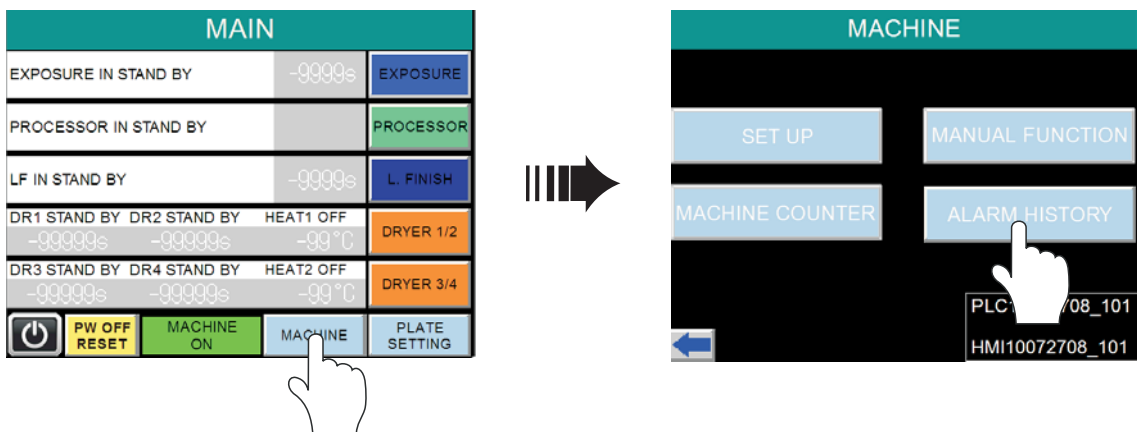 MAIN
EXPOSURE IN STAND BY -9999s EXPOSURE
PROCESSOR IN STAND BY PROCESSOR
LF IN STAND BY -9999s L. FINISH
DR1 STAND BY DR2 STAND BY HEAT1 OFF
-99999s -99999s -99°C DRYER 1/2
DR3 STAND BY DR4 STAND BY HEAT2 OFF
-99999s -99999s -99°C DRYER 3/4
PW OFF
RESET
MACHINE
ON
MACHINE
PLATE
SETTING
MACHINE
SET UP MANUAL FUNCTION
MACHINE COUNTER ALARM HISTORY
708_101
HMI10072708_101